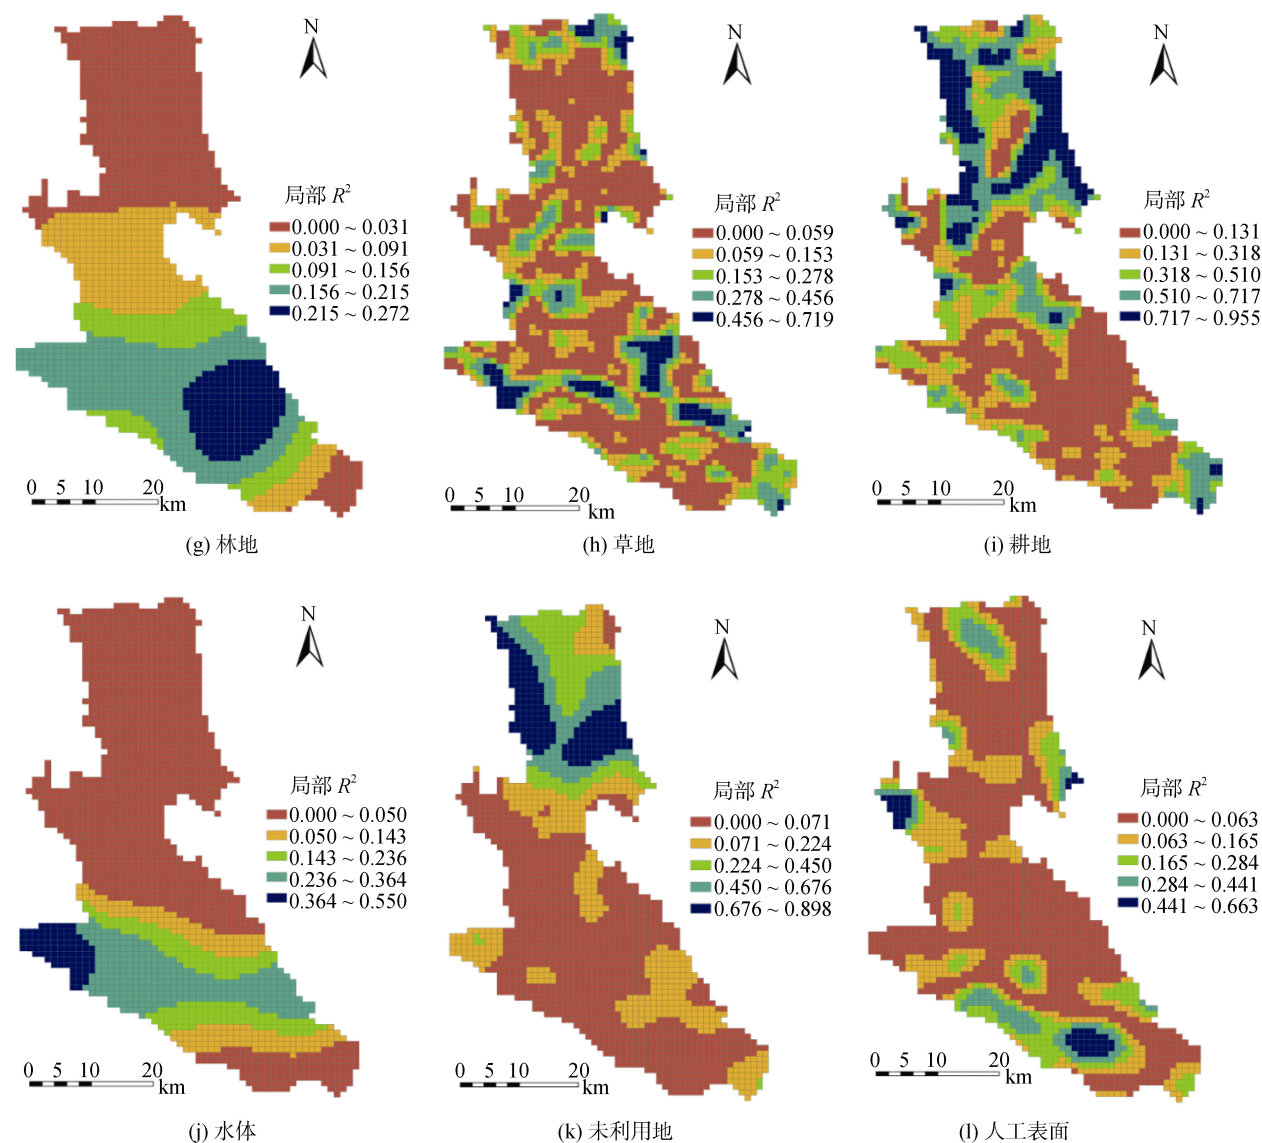 N
局部 R²
0.000 ~ 0.031
0.031 ~ 0.091
0.091 ~ 0.156
0.156 ~ 0.215
0.215 ~ 0.272
0 5 10 20
km
(g) 林地
N
局部 R²
0.000 ~ 0.059
0.059 ~ 0.153
0.153 ~ 0.278
0.278 ~ 0.456
0.456 ~ 0.719
0 5 10 20
km
(h) 草地
N
局部 R²
0.000 ~ 0.131
0.131 ~ 0.318
0.318 ~ 0.510
0.510 ~ 0.717
0.717 ~ 0.955
0 5 10 20
km
(i) 耕地
N
局部 R²
0.000 ~ 0.050
0.050 ~ 0.143
0.143 ~ 0.236
0.236 ~ 0.364
0.364 ~ 0.550
0 5 10 20
km
(j) 水体
N
局部 R²
0.000 ~ 0.071
0.071 ~ 0.224
0.224 ~ 0.450
0.450 ~ 0.676
0.676 ~ 0.898
0 5 10 20
km
(k) 未利用地
N
局部 R²
0.000 ~ 0.063
0.063 ~ 0.165
0.165 ~ 0.284
0.284 ~ 0.441
0.441 ~ 0.663
0 5 10 20
km
(l) 人工表面